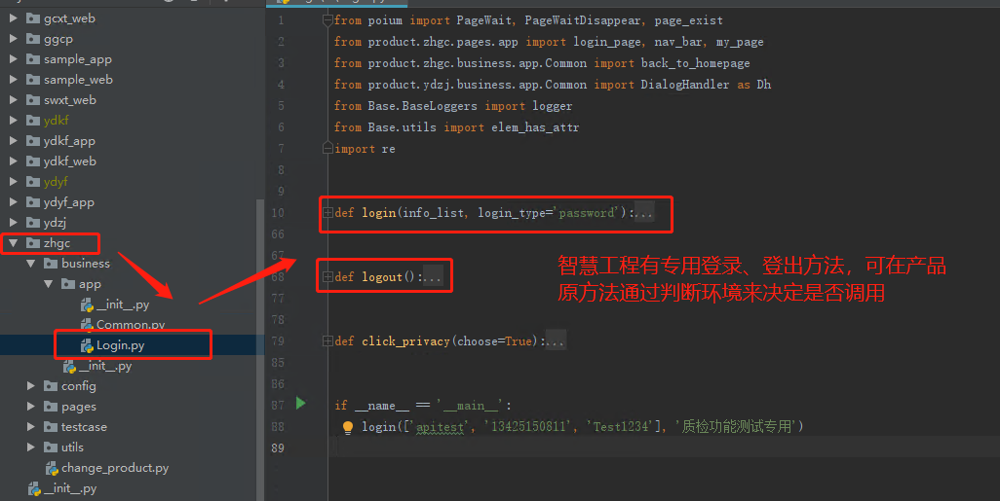 gcxt_web
ggcp
sample_app
sample_web
swxt_web
ydkf
ydkf_app
ydkf_web
ydyf
ydyf_app
ydzj
zhgc
business
app
__init__.py
Common.py
Login.py
__init__.py
config
pages
testcase
utils
change_product.py
__init__.py
1 from poium import PageWait, PageWaitDisappear, page_exist
2 from product.zhgc.pages.app import login_page, nav_bar, my_page
3 from product.zhgc.business.app.Common import back_to_homepage
4 from product.ydzj.business.app.Common import DialogHandler as Dh
5 from Base.BaseLoggers import logger
6 from Base.utils import elem_has_attr
7 import re
8
9
10 def login(info_list, login_type='password'):...
66
67
68 def logout():...
77
78
79 def click_privacy(choose=True):...
85
86
87 if __name__ == '__main__':
88 login(['apitest', '13425150811', 'Test1234'], '质检功能测试专用')
89
智慧工程有专用登录、登出方法，可在产品
原方法通过判断环境来决定是否调用